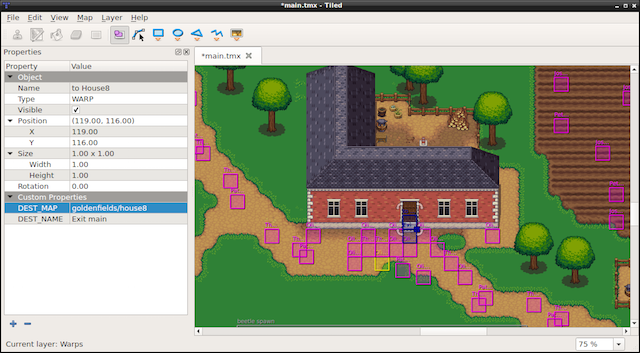 *main.tmx - Tiled
File Edit View Map Layer Help
Properties
Property Value
Object
Name to House8
Type WARP
Visible
Position (119.00, 116.00)
X 119.00
Y 116.00
Size 1.00 x 1.00
Width 1.00
Height 1.00
Rotation 0.00
Custom Properties
DEST_MAP goldenfields/house8
DEST_NAME Exit main
*main.tmx
beetle spawn
Current layer: Warps
75 %